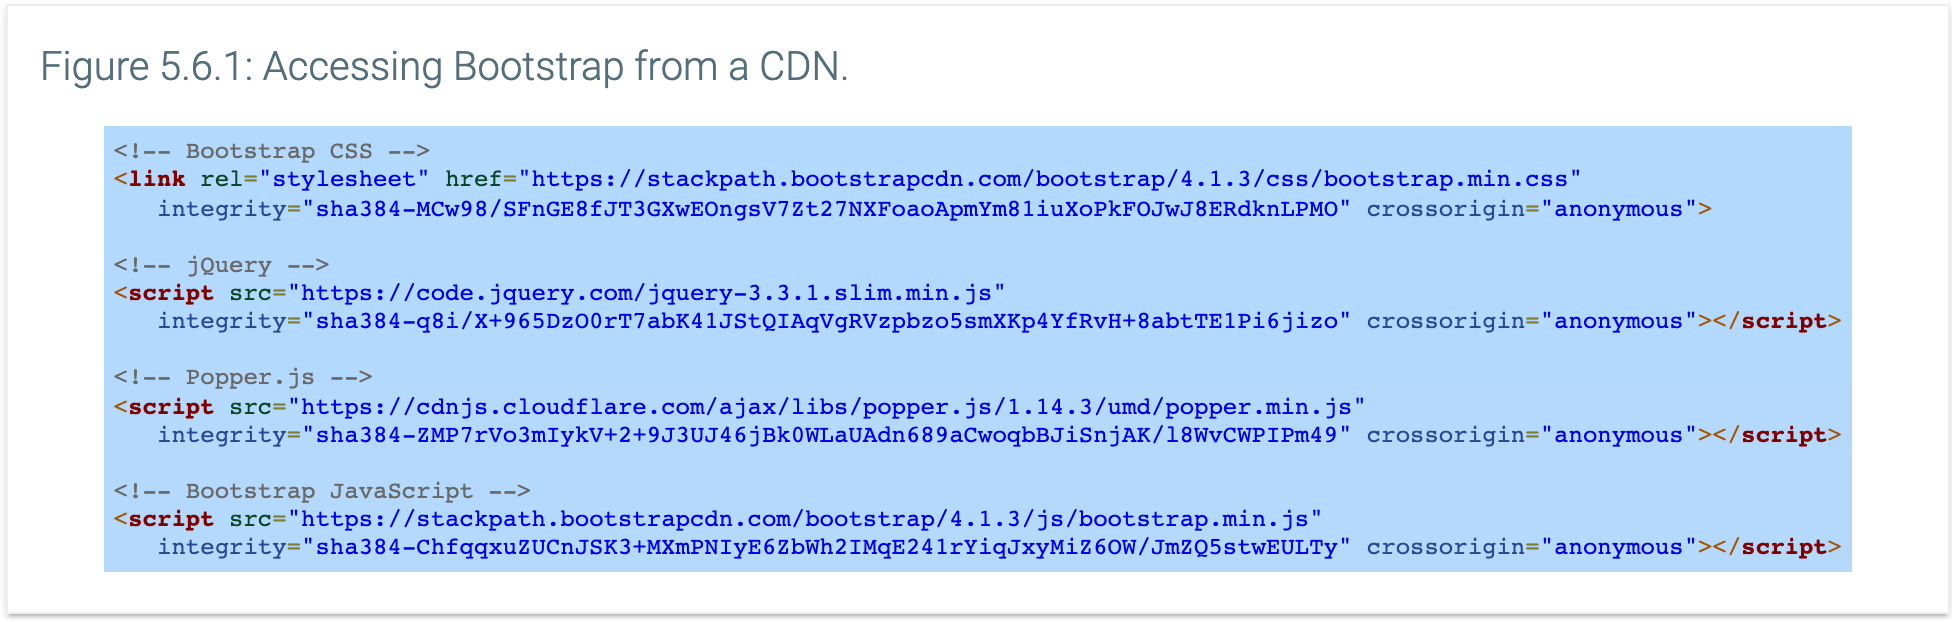 Figure 5.6.1: Accessing Bootstrap from a CDN.
<!-- Bootstrap CSS -->
<link rel="stylesheet" href="https://stackpath.bootstrapcdn.com/bootstrap/4.1.3/css/bootstrap.min.css"
integrity="sha384-MCw98/SFnGE8fJT3GXwEOngsV7Zt27NXFoaoApmYm81iuXoPkFOJwJ8ERdknLPMO" crossorigin="anonymous">
<!-- jQuery -->
<script src="https://code.jquery.com/jquery-3.3.1.slim.min.js"
integrity="sha384-q8i/X+965DzO0rT7abK41JStQIAqVgRVzpbzo5smXKp4YfRvH+8abtTE1Pi6jizo" crossorigin="anonymous"></script>
<!-- Popper.js -->
<script src="https://cdnjs.cloudflare.com/ajax/libs/popper.js/1.14.3/umd/popper.min.js"
integrity="sha384-ZMP7rVo3mIykV+2+9J3UJ46jBk0WLaUAdn689aCwoqbBJiSnjAK/l8WvCWPIPm49" crossorigin="anonymous"></script>
<!-- Bootstrap JavaScript -->
<script src="https://stackpath.bootstrapcdn.com/bootstrap/4.1.3/js/bootstrap.min.js"
integrity="sha384-ChfqqxuZUCnJSK3+MXmPNIyE6ZbWh2IMqE241rYiqJxyMiZ6OW/JmZQ5stwEULTy" crossorigin="anonymous"></script>